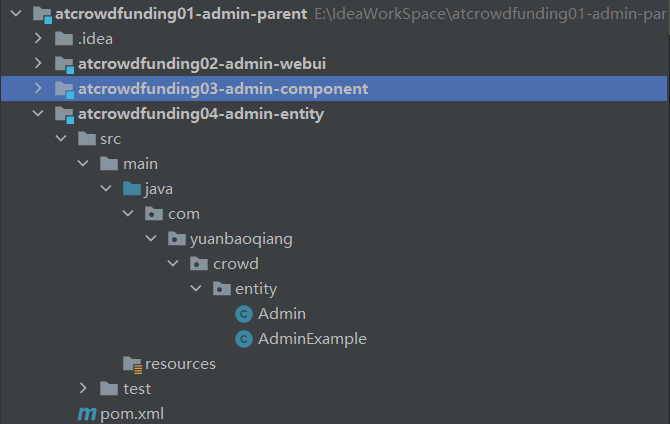 atcrowdfunding01-admin-parent E:\IdeaWorkSpace\atcrowdfunding01-admin-par
.idea
atcrowdfunding02-admin-webui
atcrowdfunding03-admin-component
atcrowdfunding04-admin-entity
src
main
java
com
yuanbaoqiang
crowd
entity
C Admin
C AdminExample
resources
test
m pom.xml